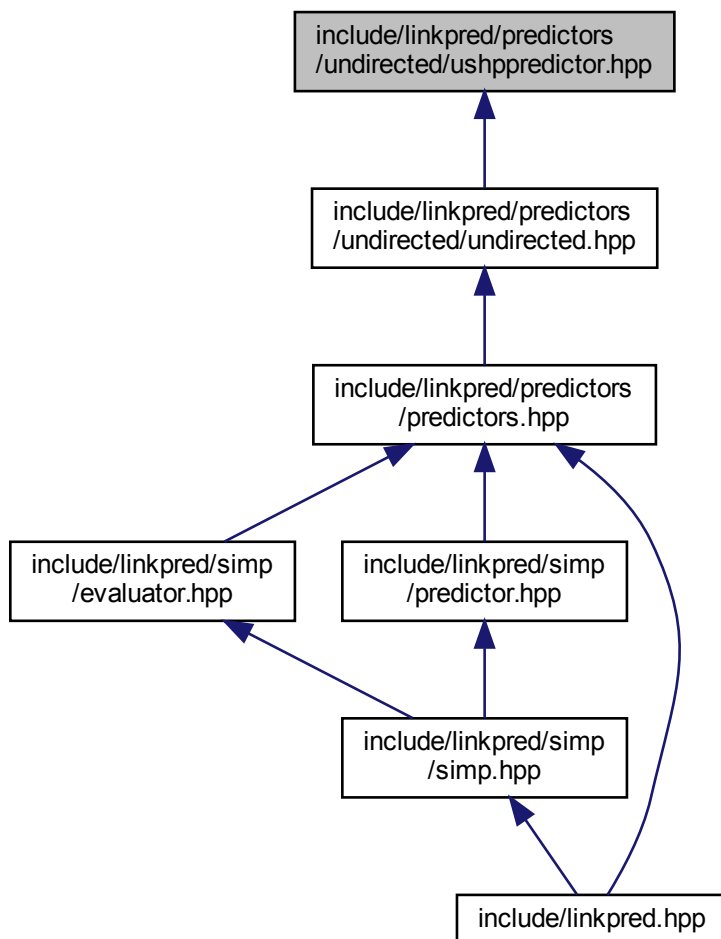 include/linkpred/predictors
/undirected/ushppredictor.hpp
include/linkpred/predictors
/undirected/undirected.hpp
include/linkpred/predictors
/predictors.hpp
include/linkpred/simp
/evaluator.hpp
include/linkpred/simp
/predictor.hpp
include/linkpred/simp
/simp.hpp
include/linkpred.hpp